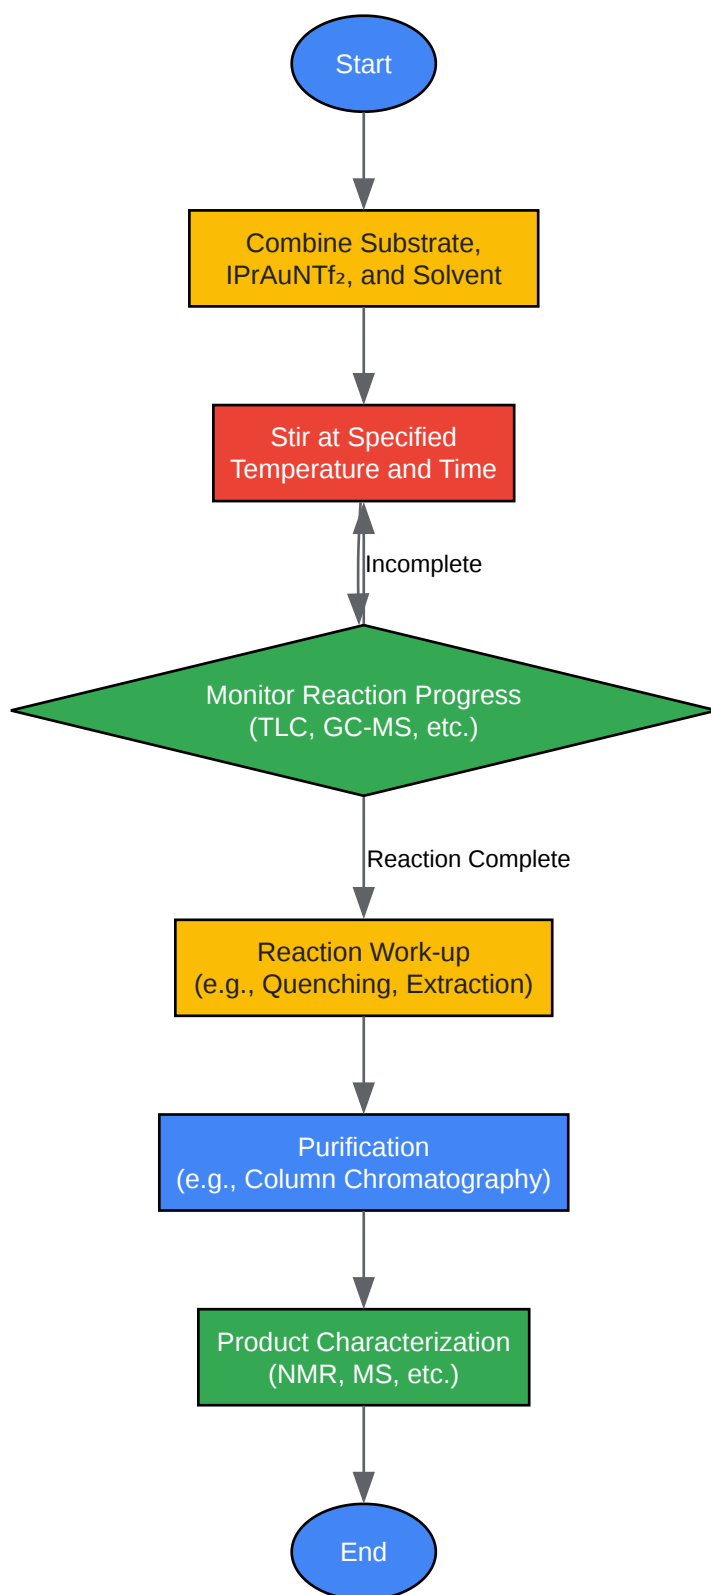 Start
Combine Substrate,
IPrAuNTf₂, and Solvent
Stir at Specified
Temperature and Time
Incomplete
Monitor Reaction Progress
(TLC, GC-MS, etc.)
Reaction Complete
Reaction Work-up
(e.g., Quenching, Extraction)
Purification
(e.g., Column Chromatography)
Product Characterization
(NMR, MS, etc.)
End